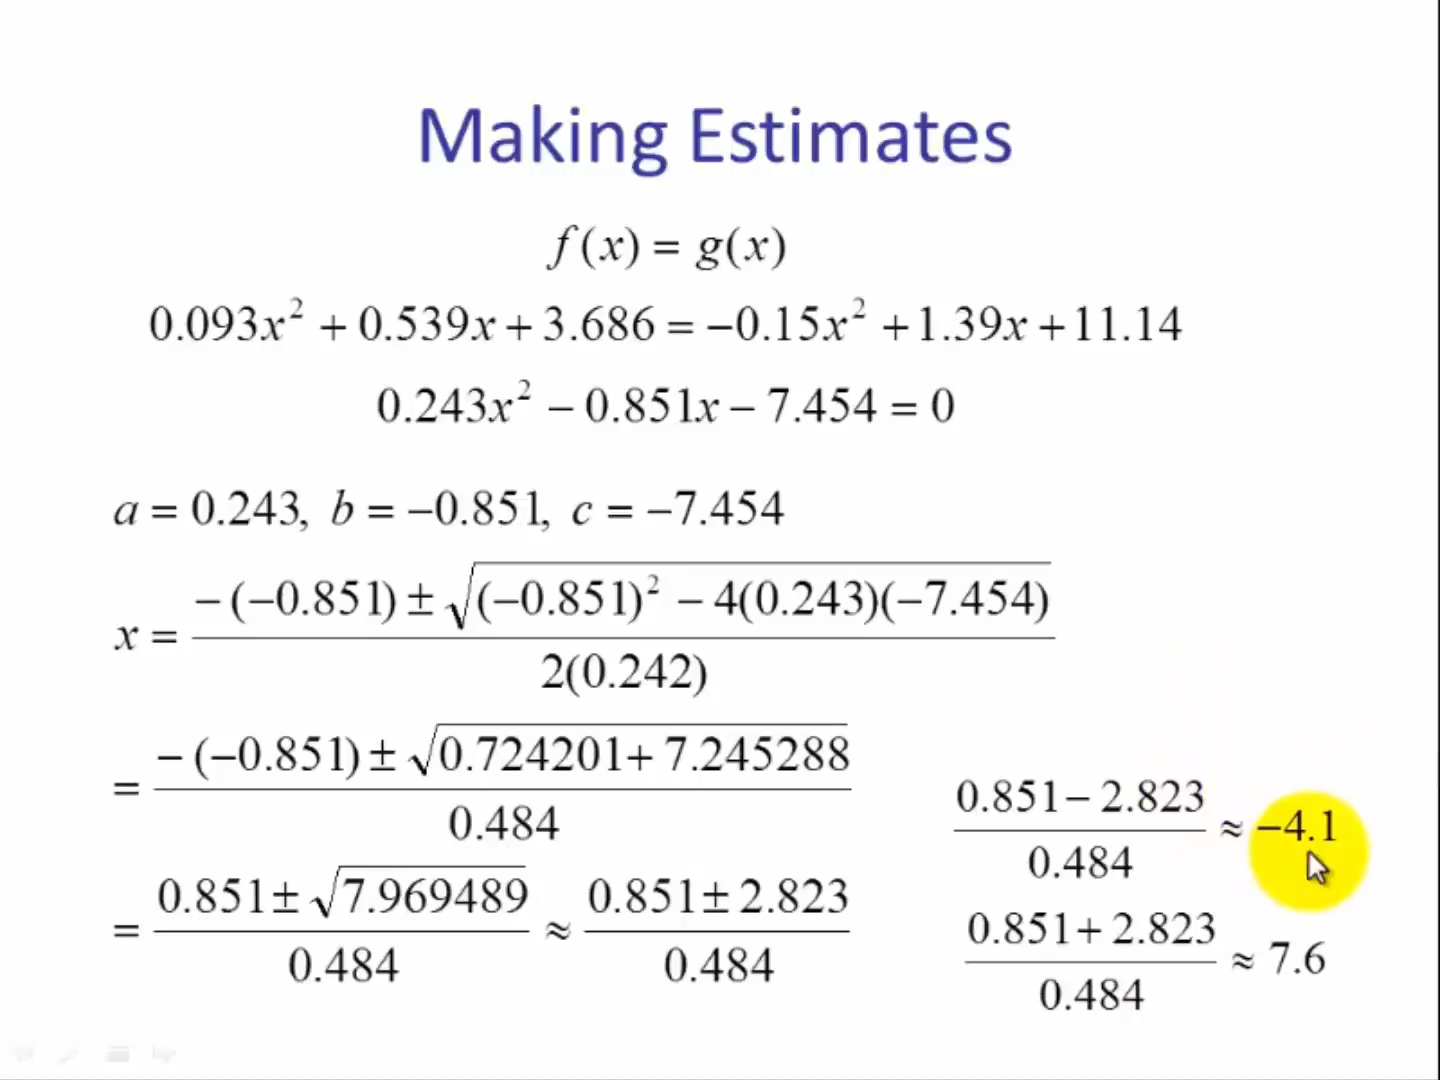 Making Estimates
f(x) = g(x)
0.093x² + 0.539x + 3.686 = −0.15x² + 1.39x + 11.14
0.243x² − 0.851x − 7.454 = 0
a = 0.243, b = −0.851, c = −7.454
x = (−(−0.851) ± √((−0.851)² − 4(0.243)(−7.454))) / 2(0.242)
= (−(−0.851) ± √(0.724201 + 7.245288)) / 0.484
= (0.851 ± √7.969489) / 0.484 ≈ (0.851 ± 2.823) / 0.484
(0.851 − 2.823) / 0.484 ≈ −4.1
(0.851 + 2.823) / 0.484 ≈ 7.6